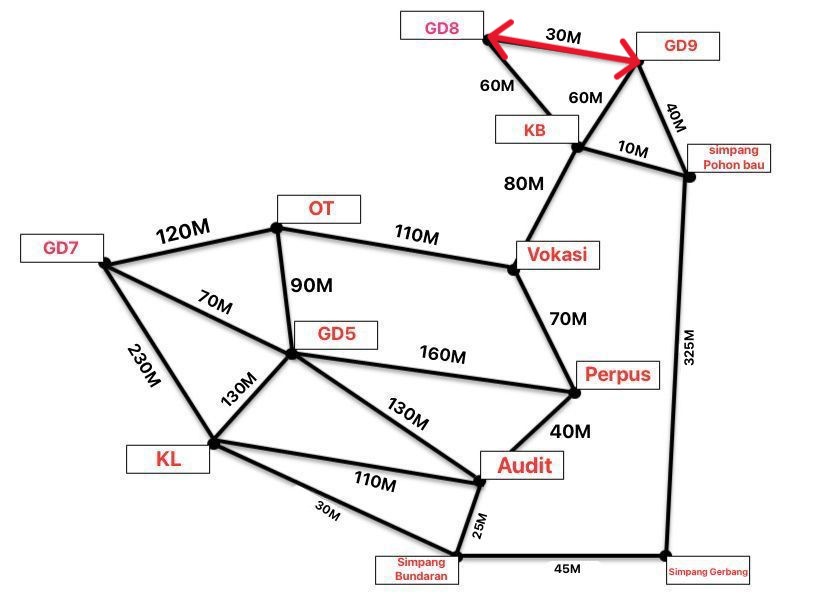 GD8
30M
GD9
60M
60M
40M
KB
10M
simpang
Pohon bau
80M
OT
120M
110M
GD7
Vokasi
90M
70M
GD5
70M
325M
160M
230M
130M
Perpus
130M
40M
KL
Audit
110M
30M
25M
Simpang
Bundaran
45M
Simpang Gerbang